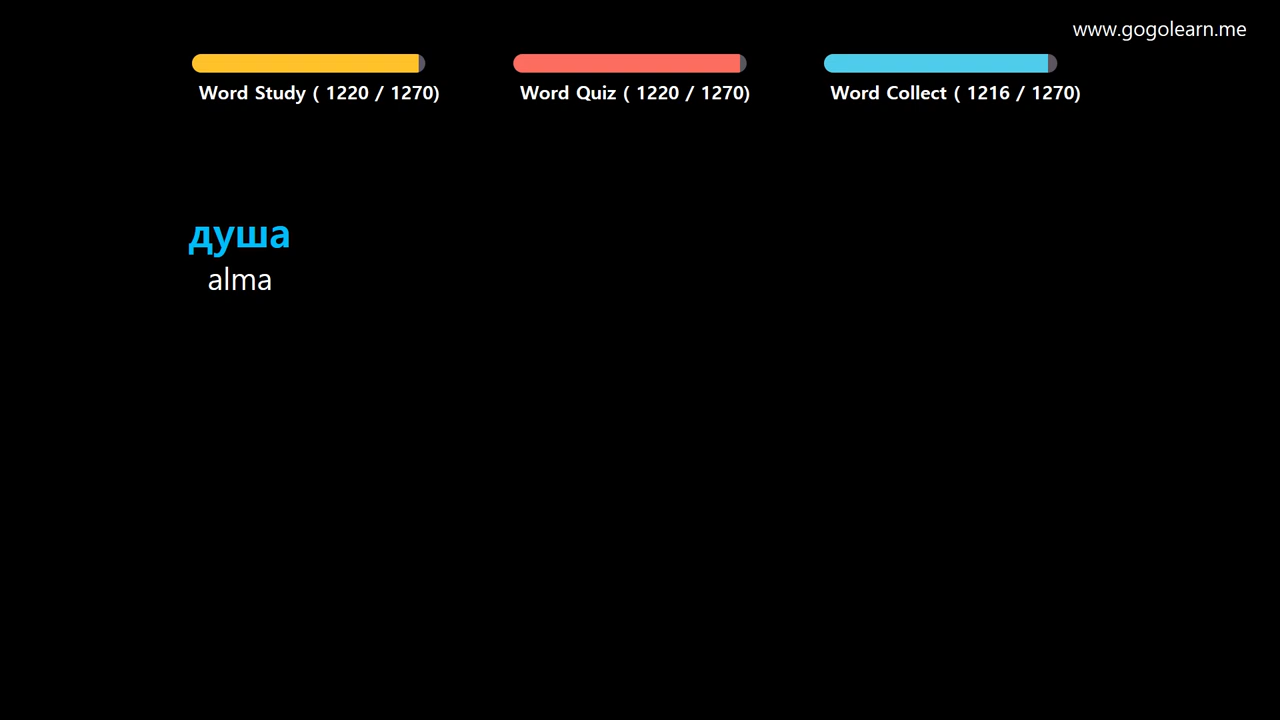 www.gogolearn.me
Word Study ( 1220 / 1270)
Word Quiz ( 1220 / 1270)
Word Collect ( 1216 / 1270)
душа
alma